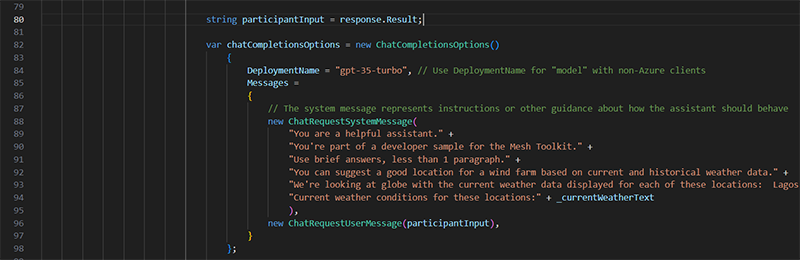 79
80 string participantInput = response.Result;
81
82 var chatCompletionsOptions = new ChatCompletionsOptions()
83 {
84 DeploymentName = "gpt-35-turbo", // Use DeploymentName for "model" with non-Azure clients
85 Messages =
86 {
87 // The system message represents instructions or other guidance about how the assistant should behave
88 new ChatRequestSystemMessage(
89 "You are a helpful assistant." +
90 "You're part of a developer sample for the Mesh Toolkit." +
91 "Use brief answers, less than 1 paragraph." +
92 "You can suggest a good location for a wind farm based on current and historical weather data." +
93 "We're looking at globe with the current weather data displayed for each of these locations:  Lagos
94 "Current weather conditions for these locations:" + _currentWeatherText
95 ),
96 new ChatRequestUserMessage(participantInput),
97 }
98 };